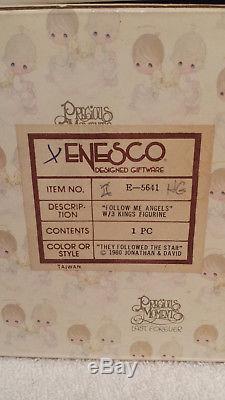 PRECIOUS
MOMENTS
X ENESCO
DESIGNED GIFTWARE
ITEM NO. I E-5641 HG
DESCRIP-TION "FOLLOW ME ANGELS"
W/3 KINGS FIGURINE
CONTENTS 1 PC
COLOR OR STYLE "THEY FOLLOWED THE STAR"
© 1980 JONATHAN & DAVID
TAIWAN
PRECIOUS
MOMENTS
LAST FOREVER